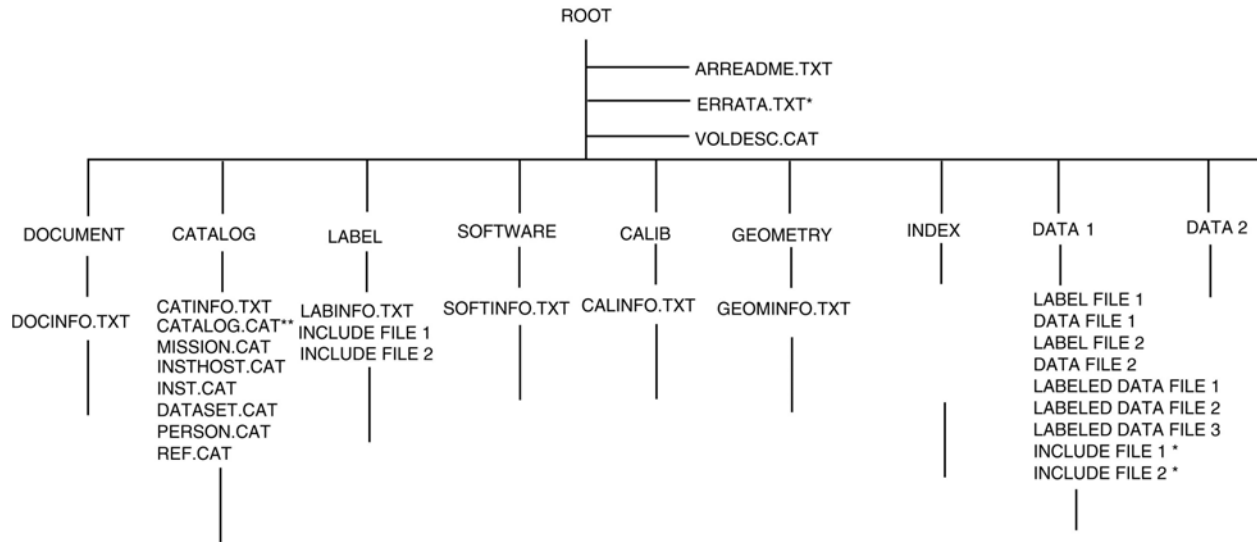 ROOT
ARREADME.TXT
ERRATA.TXT*
VOLDESC.CAT
DOCUMENT
CATALOG
LABEL
SOFTWARE
CALIB
GEOMETRY
INDEX
DATA 1
DATA 2
DOCINFO.TXT
CATINFO.TXT
CATALOG.CAT**
MISSION.CAT
INSTHOST.CAT
INST.CAT
DATASET.CAT
PERSON.CAT
REF.CAT
LABINFO.TXT
INCLUDE FILE 1
INCLUDE FILE 2
SOFTINFO.TXT
CALINFO.TXT
GEOMINFO.TXT
LABEL FILE 1
DATA FILE 1
LABEL FILE 2
DATA FILE 2
LABELED DATA FILE 1
LABELED DATA FILE 2
LABELED DATA FILE 3
INCLUDE FILE 1 *
INCLUDE FILE 2 *